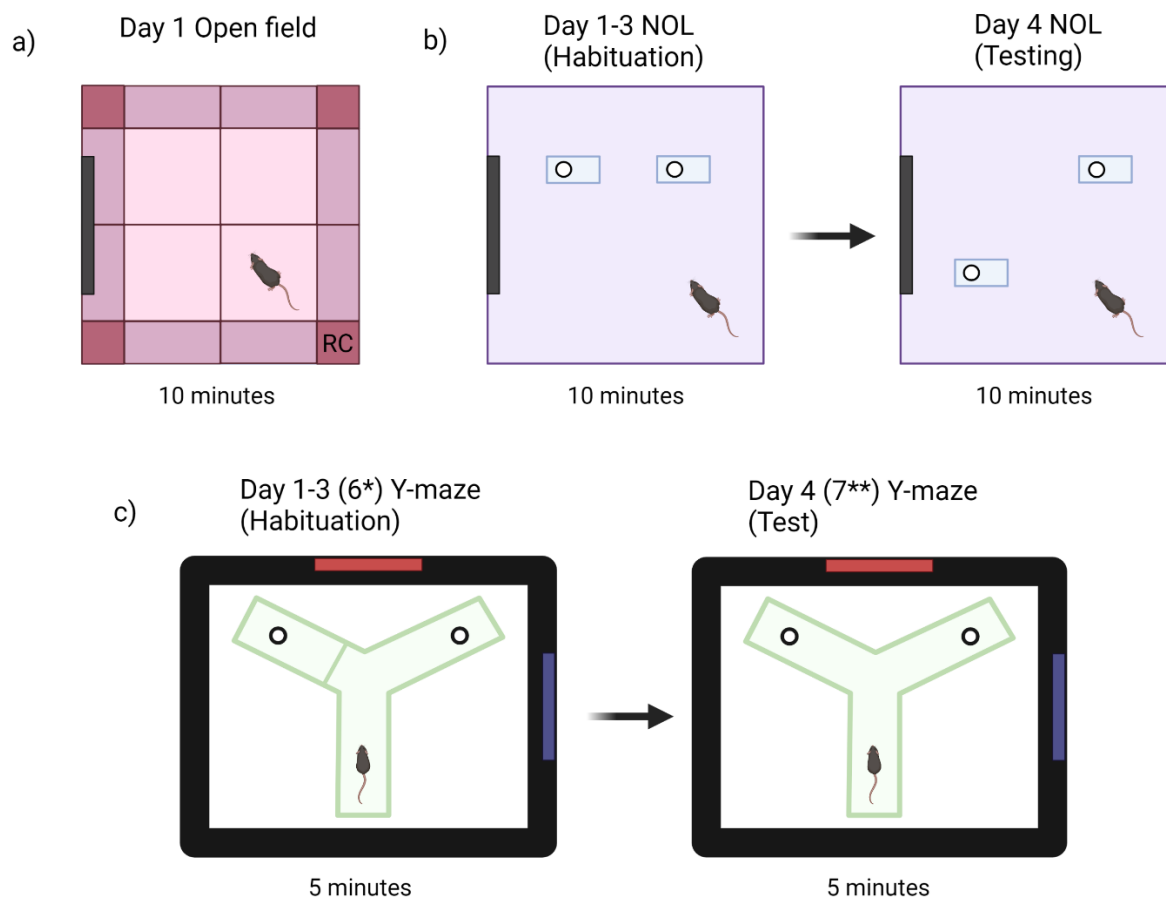 a)
Day 1 Open field
RC
10 minutes
b)
Day 1-3 NOL
(Habituation)
10 minutes
Day 4 NOL
(Testing)
10 minutes
c)
Day 1-3 (6*) Y-maze
(Habituation)
5 minutes
Day 4 (7**) Y-maze
(Test)
5 minutes